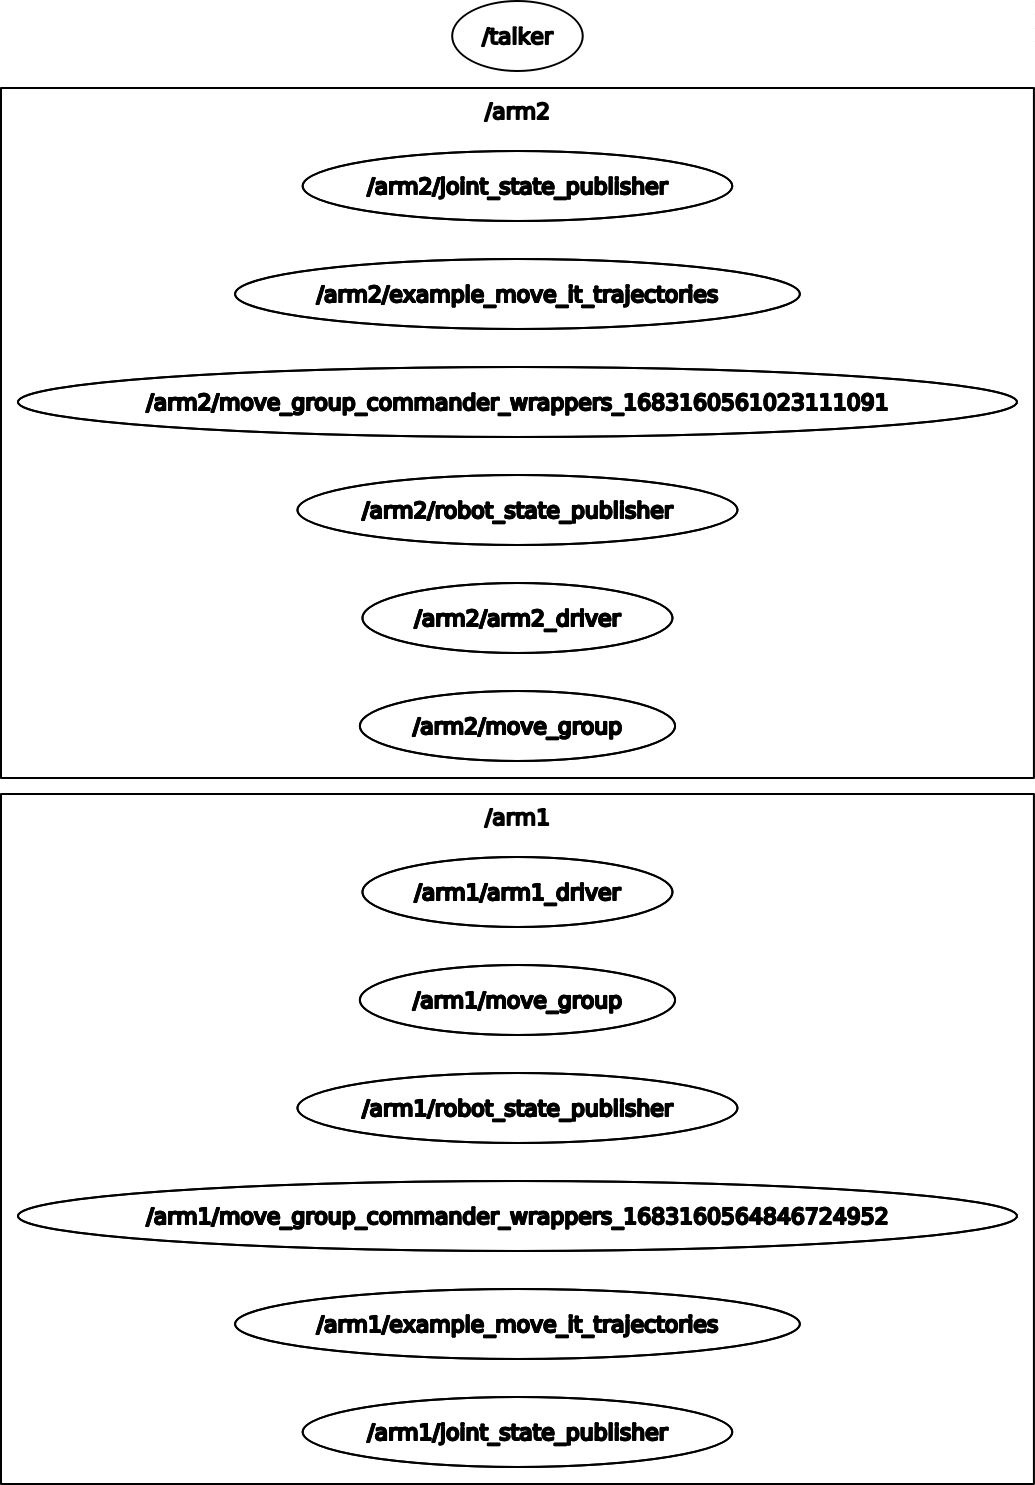 /talker
/arm2
/arm2/joint_state_publisher
/arm2/example_move_it_trajectories
/arm2/move_group_commander_wrappers_1683160561023111091
/arm2/robot_state_publisher
/arm2/arm2_driver
/arm2/move_group
/arm1
/arm1/arm1_driver
/arm1/move_group
/arm1/robot_state_publisher
/arm1/move_group_commander_wrappers_1683160564846724952
/arm1/example_move_it_trajectories
/arm1/joint_state_publisher